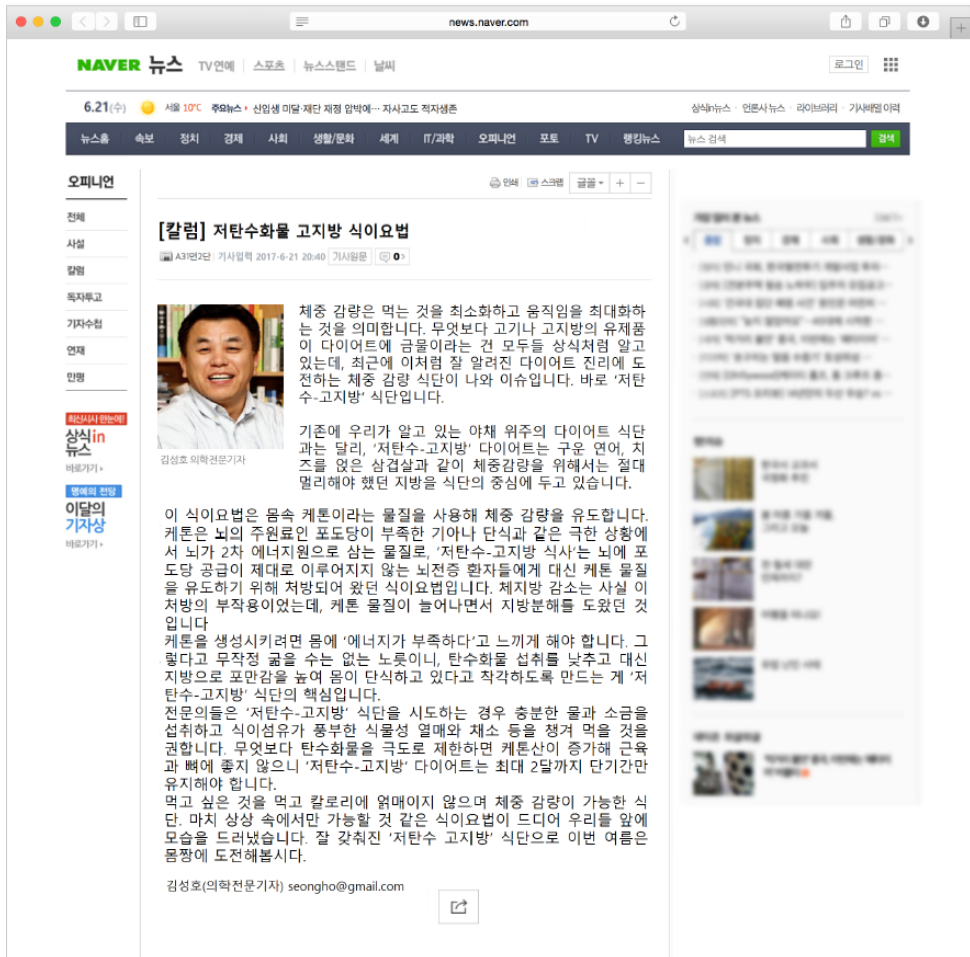 news.naver.com
NAVER 뉴스 TV연예 스포츠 뉴스스탠드 날씨
로그인
6.21(수) 서울 10°C 주요뉴스 신입생 미달·재단 재정 압박에… 자사고도 적자생존
상식in뉴스 · 언론사뉴스 · 라이브러리 · 기사배열 이력
뉴스홈 속보 정치 경제 사회 생활/문화 세계 IT/과학 오피니언 포토 TV 랭킹뉴스 뉴스 검색 검색
오피니언
전체
사설
칼럼
독자투고
기자수첩
연재
만평
최신시사 한눈에!
상식in
뉴스
바로가기
명예의 전당
이달의
기자상
바로가기
인쇄 스크랩 글꼴 + −
[칼럼] 저탄수화물 고지방 식이요법
A31면2단 기사입력 2017-6-21 20:40 기사원문 0
김성호 의학전문기자
체중 감량은 먹는 것을 최소화하고 움직임을 최대화하
는 것을 의미합니다. 무엇보다 고기나 고지방의 유제품
이 다이어트에 금물이라는 건 모두들 상식처럼 알고
있는데, 최근에 이처럼 잘 알려진 다이어트 진리에 도
전하는 체중 감량 식단이 나와 이슈입니다. 바로 ‘저탄
수-고지방’ 식단입니다.
기존에 우리가 알고 있는 야채 위주의 다이어트 식단
과는 달리, ‘저탄수-고지방’ 다이어트는 구운 연어, 치
즈를 얹은 삼겹살과 같이 체중감량을 위해서는 절대
멀리해야 했던 지방을 식단의 중심에 두고 있습니다.
이 식이요법은 몸속 케톤이라는 물질을 사용해 체중 감량을 유도합니다.
케톤은 뇌의 주원료인 포도당이 부족한 기아나 단식과 같은 극한 상황에
서 뇌가 2차 에너지원으로 삼는 물질로, ‘저탄수-고지방 식사’는 뇌에 포
도당 공급이 제대로 이루어지지 않는 뇌전증 환자들에게 대신 케톤 물질
을 유도하기 위해 처방되어 왔던 식이요법입니다. 체지방 감소는 사실 이
처방의 부작용이었는데, 케톤 물질이 늘어나면서 지방분해를 도왔던 것
입니다
케톤을 생성시키려면 몸에 ‘에너지가 부족하다’고 느끼게 해야 합니다. 그
렇다고 무작정 굶을 수는 없는 노릇이니, 탄수화물 섭취를 낮추고 대신
지방으로 포만감을 높여 몸이 단식하고 있다고 착각하도록 만드는 게 ‘저
탄수-고지방’ 식단의 핵심입니다.
전문의들은 ‘저탄수-고지방’ 식단을 시도하는 경우 충분한 물과 소금을
섭취하고 식이섬유가 풍부한 식물성 열매와 채소 등을 챙겨 먹을 것을
권합니다. 무엇보다 탄수화물을 극도로 제한하면 케톤산이 증가해 근육
과 뼈에 좋지 않으니 ‘저탄수-고지방’ 다이어트는 최대 2달까지 단기간만
유지해야 합니다.
먹고 싶은 것을 먹고 칼로리에 얽매이지 않으며 체중 감량이 가능한 식
단. 마치 상상 속에서만 가능할 것 같은 식이요법이 드디어 우리들 앞에
모습을 드러냈습니다. 잘 갖춰진 ‘저탄수 고지방’ 식단으로 이번 여름은
몸짱에 도전해봅시다.
김성호(의학전문기자) seongho@gmail.com